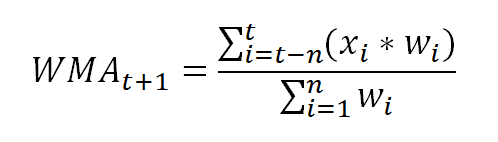 WMA_{t+1} = \frac{\sum_{i=t-n}^{t}(x_i * w_i)}{\sum_{i=1}^{n} w_i}